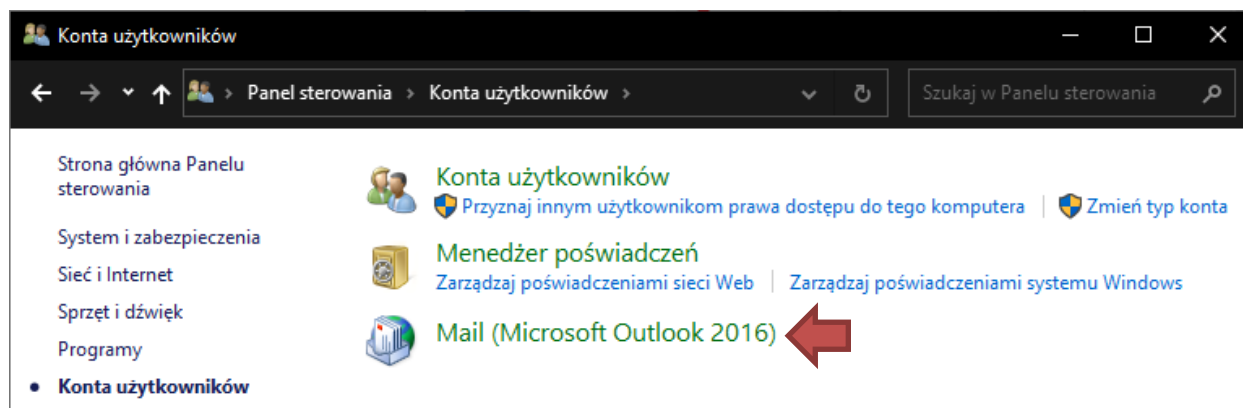 Konta użytkowników
Panel sterowania > Konta użytkowników >
Szukaj w Panelu sterowania
Strona główna Panelu
sterowania
System i zabezpieczenia
Sieć i Internet
Sprzęt i dźwięk
Programy
Konta użytkowników
Konta użytkowników
Przyznaj innym użytkownikom prawa dostępu do tego komputera
Zmień typ konta
Menedżer poświadczeń
Zarządzaj poświadczeniami sieci Web
Zarządzaj poświadczeniami systemu Windows
Mail (Microsoft Outlook 2016)